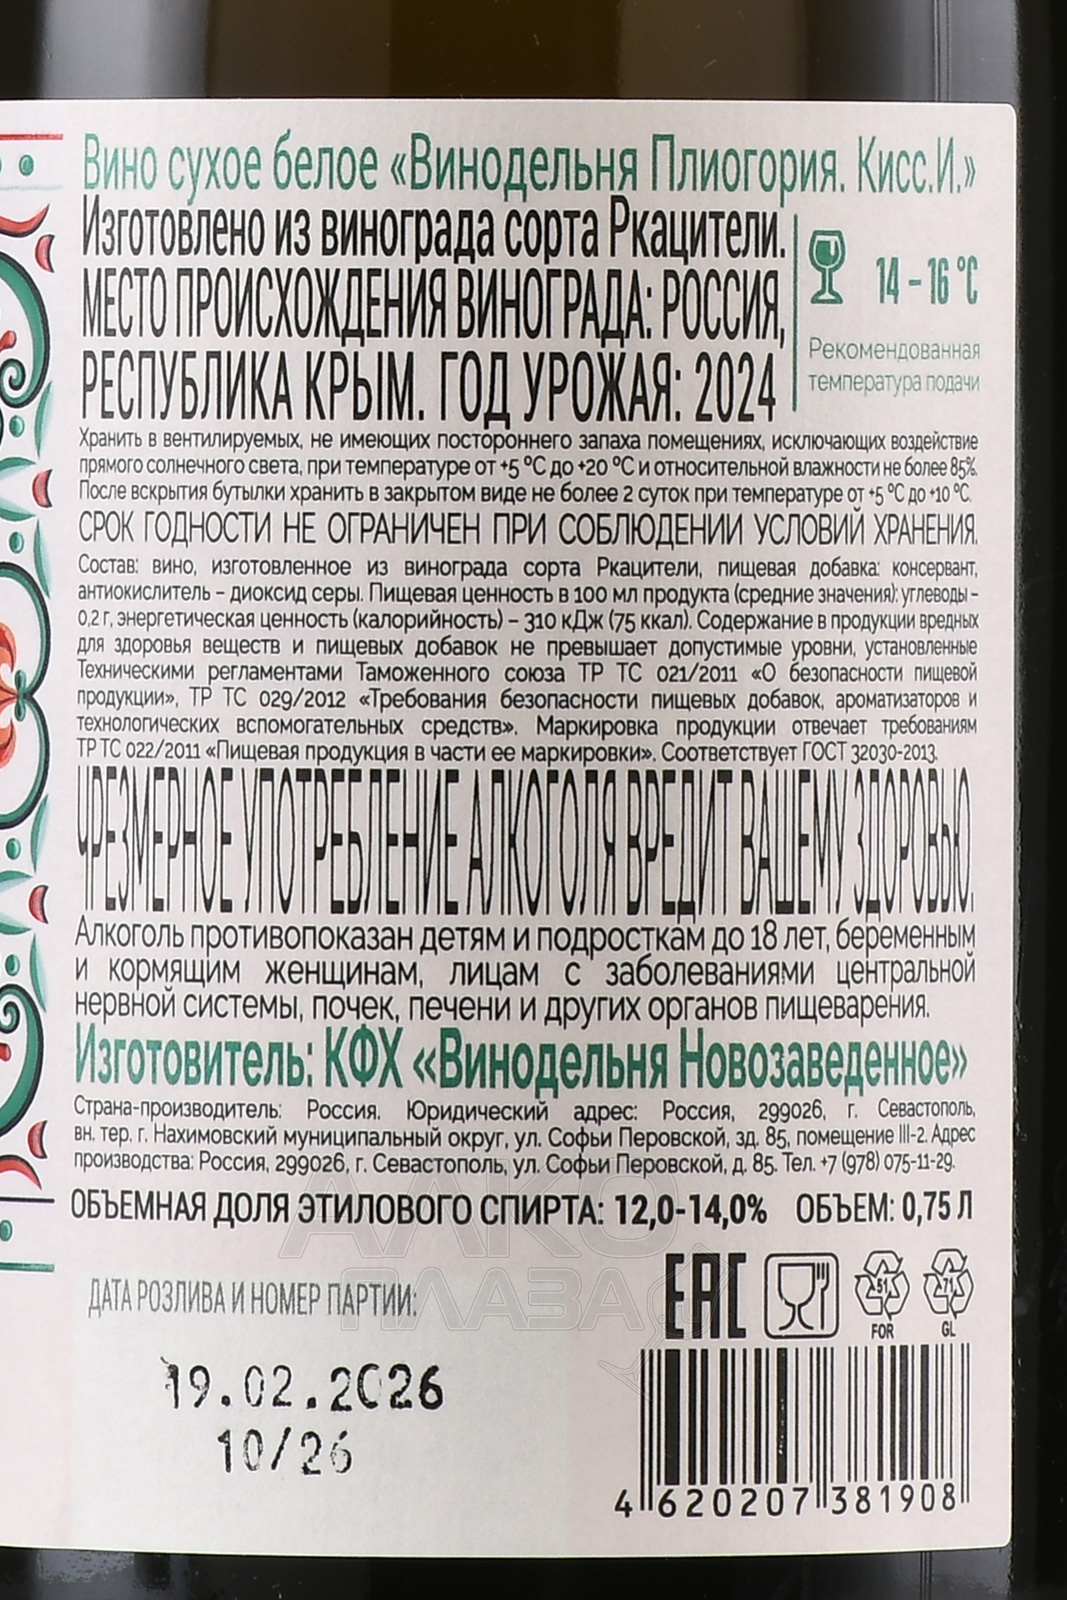 Вино сухое белое «Винодельня Плиогория. Кисс.И.»
Изготовлено из винограда сорта Ркацители.
МЕСТО ПРОИСХОЖДЕНИЯ ВИНОГРАДА: РОССИЯ,
РЕСПУБЛИКА КРЫМ. ГОД УРОЖАЯ: 2024
14 – 16 °C
Рекомендованная
температура подачи
Хранить в вентилируемых, не имеющих постороннего запаха помещениях, исключающих воздействие
прямого солнечного света, при температуре от +5 °C до +20 °C и относительной влажности не более 85%.
После вскрытия бутылки хранить в закрытом виде не более 2 суток при температуре от +5 °C до +10 °C.
СРОК ГОДНОСТИ НЕ ОГРАНИЧЕН ПРИ СОБЛЮДЕНИИ УСЛОВИЙ ХРАНЕНИЯ.
Состав: вино, изготовленное из винограда сорта Ркацители, пищевая добавка: консервант,
антиокислитель – диоксид серы. Пищевая ценность в 100 мл продукта (средние значения): углеводы –
0,2 г, энергетическая ценность (калорийность) – 310 кДж (75 ккал). Содержание в продукции вредных
для здоровья веществ и пищевых добавок не превышает допустимые уровни, установленные
Техническими регламентами Таможенного союза ТР ТС 021/2011 «О безопасности пищевой
продукции», ТР ТС 029/2012 «Требования безопасности пищевых добавок, ароматизаторов и
технологических вспомогательных средств». Маркировка продукции отвечает требованиям
ТР ТС 022/2011 «Пищевая продукция в части ее маркировки». Соответствует ГОСТ 32030-2013.
ЧРЕЗМЕРНОЕ УПОТРЕБЛЕНИЕ АЛКОГОЛЯ ВРЕДИТ ВАШЕМУ ЗДОРОВЬЮ.
Алкоголь противопоказан детям и подросткам до 18 лет, беременным
и кормящим женщинам, лицам с заболеваниями центральной
нервной системы, почек, печени и других органов пищеварения.
Изготовитель: КФХ «Винодельня Новозаведенное»
Страна-производитель: Россия. Юридический адрес: Россия, 299026, г. Севастополь,
вн. тер. г. Нахимовский муниципальный округ, ул. Софьи Перовской, зд. 85, помещение III-2. Адрес
производства: Россия, 299026, г. Севастополь, ул. Софьи Перовской, д. 85. Тел. +7 (978) 075-11-29.
ОБЪЕМНАЯ ДОЛЯ ЭТИЛОВОГО СПИРТА: 12,0-14,0% ОБЪЕМ: 0,75 Л
АЛКО
ПЛАЗА
ДАТА РОЗЛИВА И НОМЕР ПАРТИИ:
19.02.2026
10/26
EAC
51
FOR
71
GL
4 620207 381908